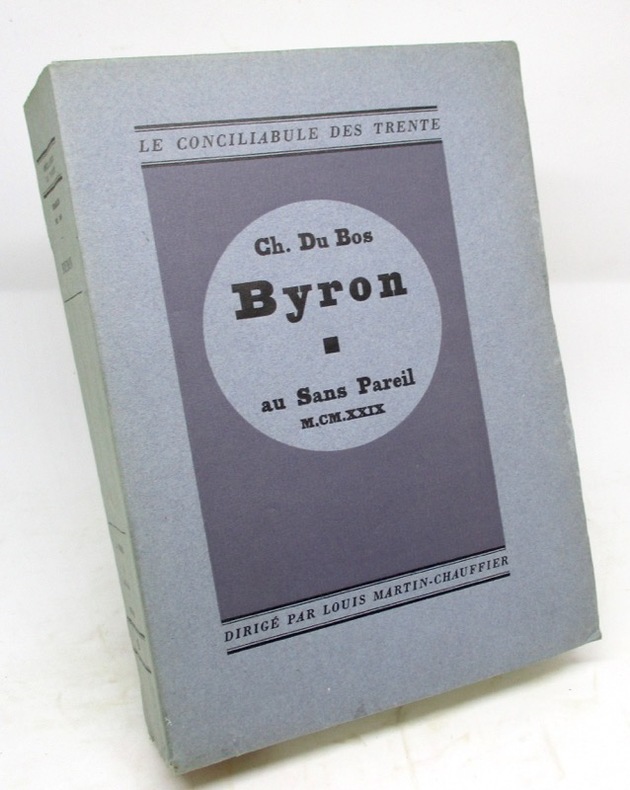 LE CONCILIABULE DES TRENTE
Ch. Du Bos
Byron
au Sans Pareil
M.CM.XXIX
DIRIGÉ PAR LOUIS MARTIN-CHAUFFIER